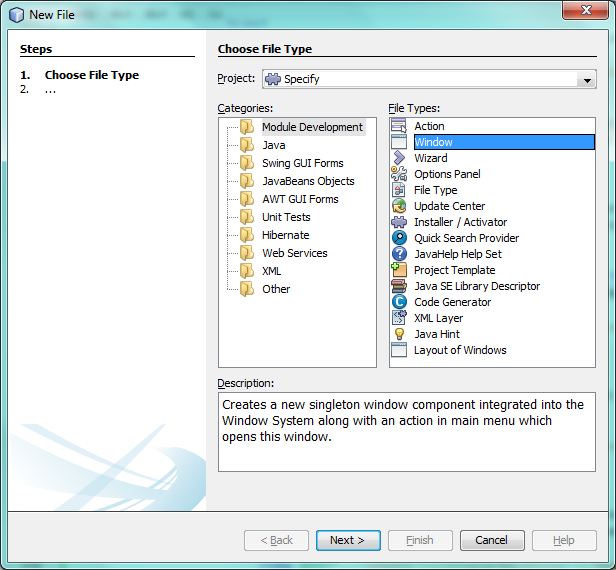 New File
Steps
1. Choose File Type
2. ...
Choose File Type
Project: Specify
Categories:
Module Development
Java
Swing GUI Forms
JavaBeans Objects
AWT GUI Forms
Unit Tests
Hibernate
Web Services
XML
Other
File Types:
Action
Window
Wizard
Options Panel
File Type
Update Center
Installer / Activator
Quick Search Provider
JavaHelp Help Set
Project Template
Java SE Library Descriptor
Code Generator
XML Layer
Java Hint
Layout of Windows
Description:
Creates a new singleton window component integrated into the
Window System along with an action in main menu which
opens this window.
< Back
Next >
Finish
Cancel
Help